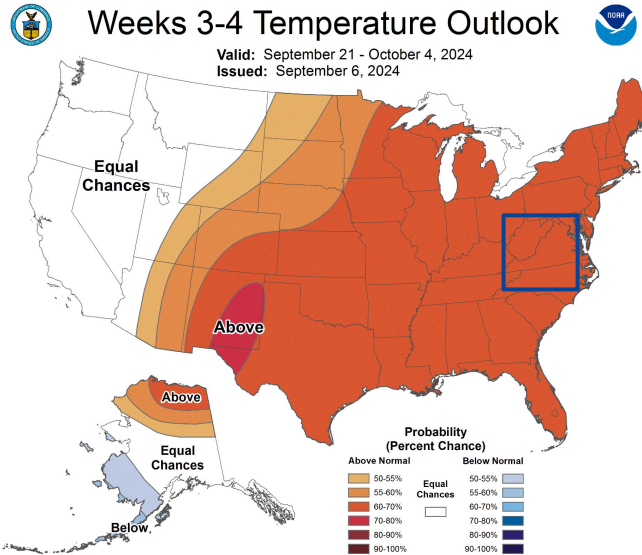 Weeks 3-4 Temperature Outlook
NOAA
Valid: September 21 - October 4, 2024
Issued: September 6, 2024
Equal
Chances
Above
Above
Equal
Chances
Below
Probability
(Percent Chance)
Above Normal
Below Normal
50-55%
55-60%
60-70%
70-80%
80-90%
90-100%
Equal
Chances
50-55%
55-60%
60-70%
70-80%
80-90%
90-100%